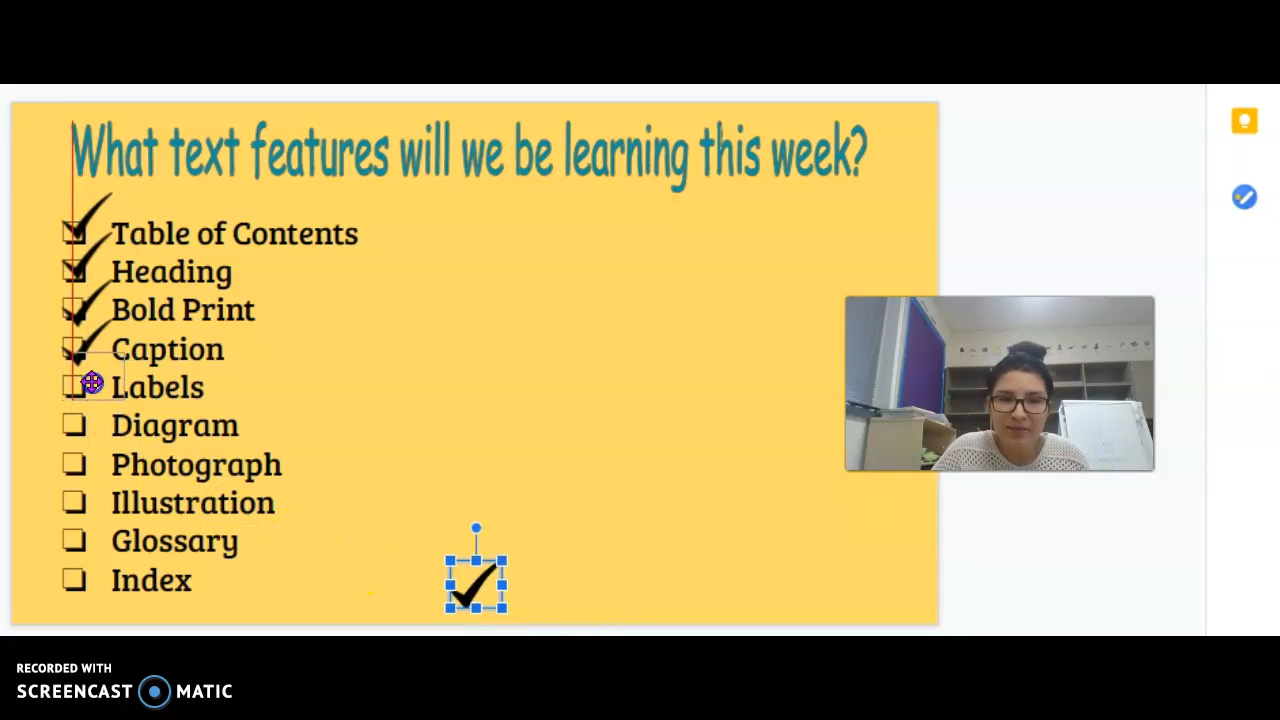 What text features will we be learning this week?
Table of Contents
Heading
Bold Print
Caption
Labels
Diagram
Photograph
Illustration
Glossary
Index
RECORDED WITH
SCREENCAST MATIC